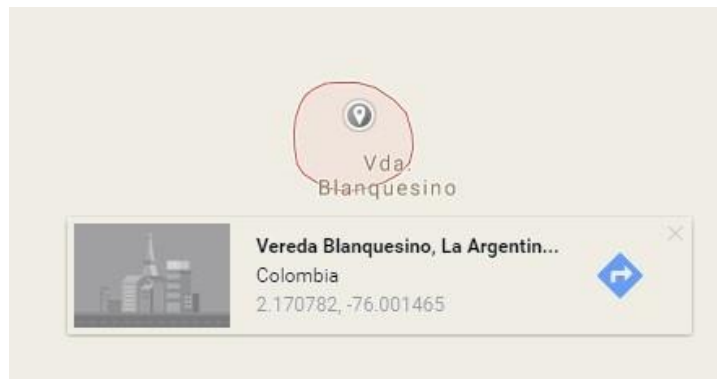 Vda.
Blanquesino
Vereda Blanquesino, La Argentin...
Colombia
2.170782, -76.001465